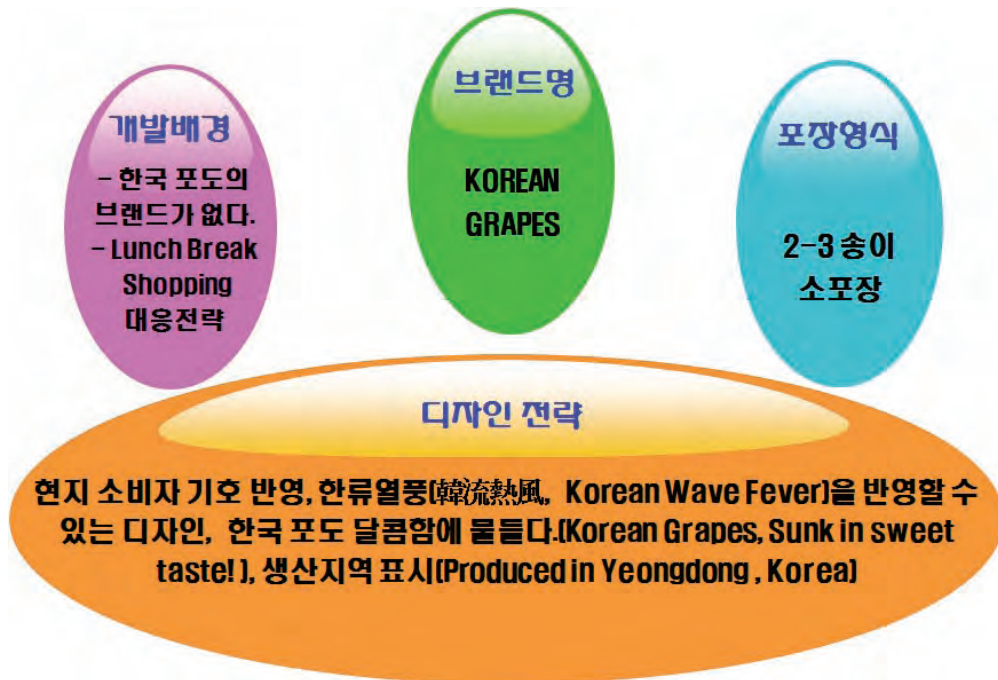 개발배경
- 한국 포도의
브랜드가 없다.
- Lunch Break
Shopping
대응전략
브랜드명
KOREAN
GRAPES
포장형식
2-3 송이
소포장
디자인 전략
현지 소비자 기호 반영, 한류열풍(韓流熱風, Korean Wave Fever)을 반영할 수
있는 디자인, 한국 포도 달콤함에 물들다.(Korean Grapes, Sunk in sweet
taste! ), 생산지역 표시(Produced in Yeongdong , Korea)